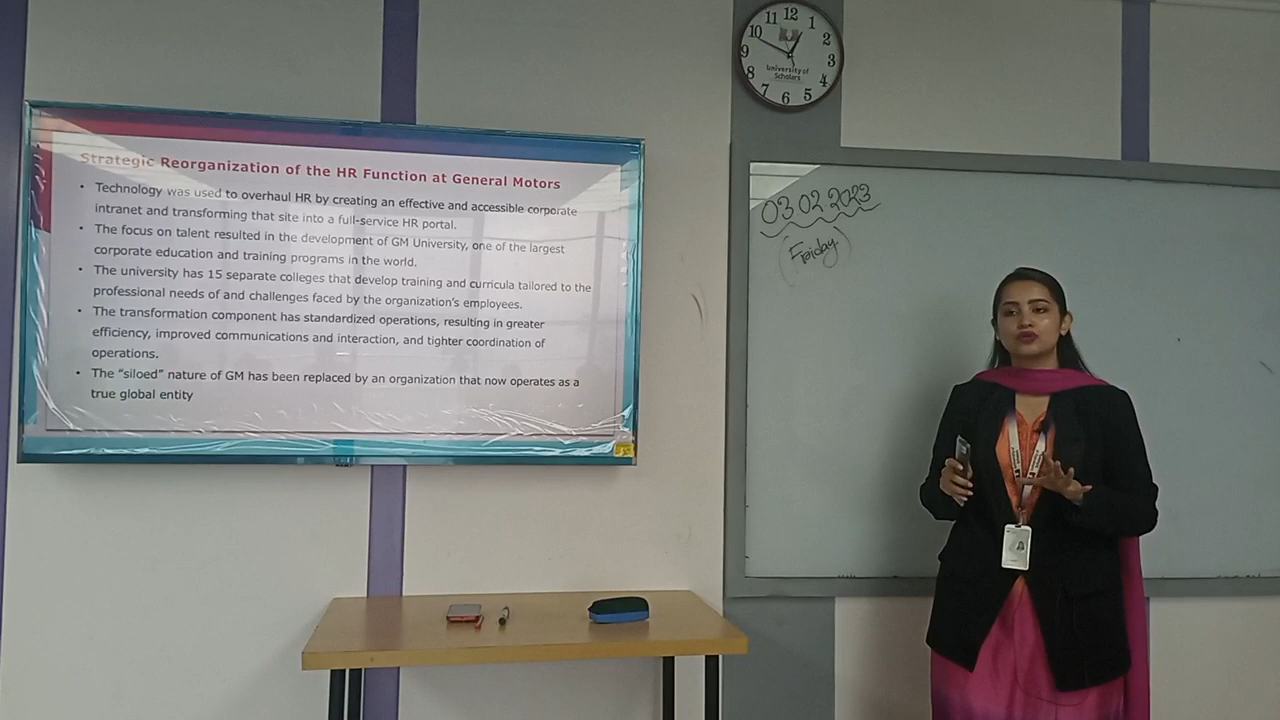 Strategic Reorganization of the HR Function at General Motors
• Technology was used to overhaul HR by creating an effective and accessible corporate
intranet and transforming that site into a full-service HR portal.
• The focus on talent resulted in the development of GM University, one of the largest
corporate education and training programs in the world.
• The university has 15 separate colleges that develop training and curricula tailored to the
professional needs of and challenges faced by the organization's employees.
• The transformation component has standardized operations, resulting in greater
efficiency, improved communications and interaction, and tighter coordination of
operations.
• The “siloed” nature of GM has been replaced by an organization that now operates as a
true global entity
12
1
2
3
4
5
6
7
8
9
10
11
University of
Scholars
03 02 2023
(Friday)